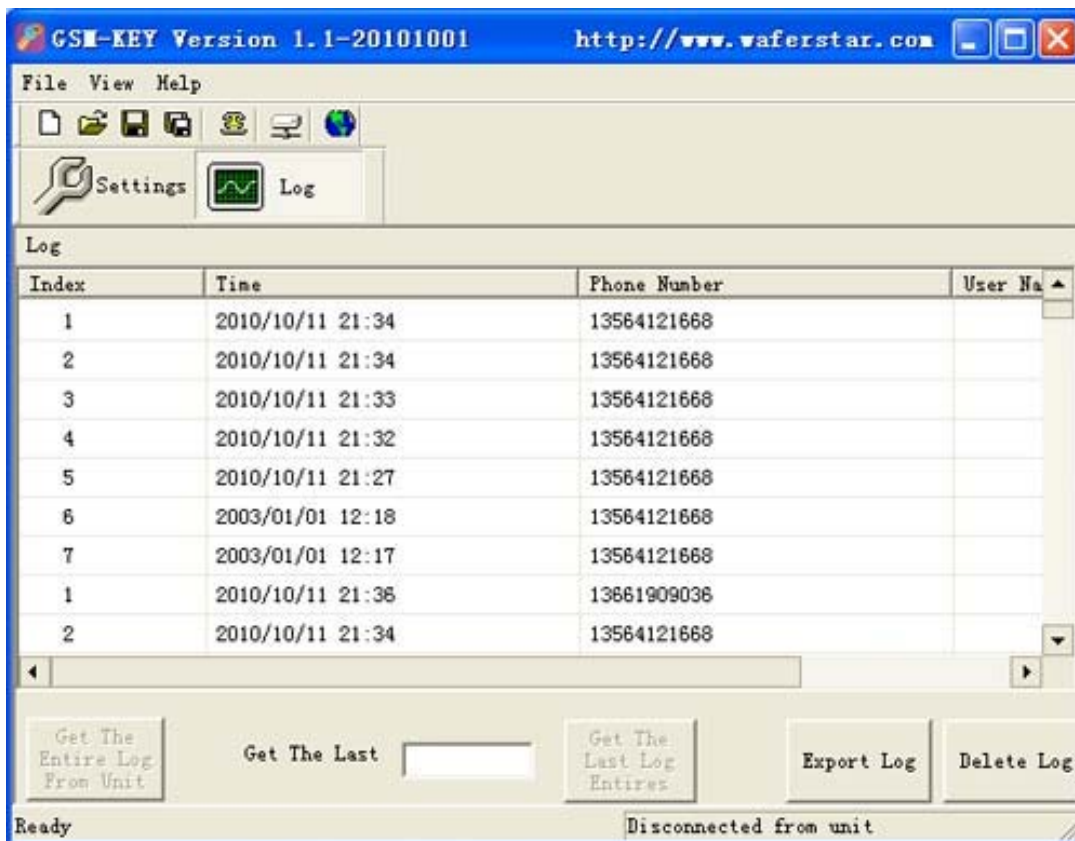 GSM-KEY Version 1.1-20101001 http://www.waferstar.com
File View Help
Settings Log
Log
Index Time Phone Number User Na
1 2010/10/11 21:34 13564121668
2 2010/10/11 21:34 13564121668
3 2010/10/11 21:33 13564121668
4 2010/10/11 21:32 13564121668
5 2010/10/11 21:27 13564121668
6 2003/01/01 12:18 13564121668
7 2003/01/01 12:17 13564121668
1 2010/10/11 21:36 13661909036
2 2010/10/11 21:34 13564121668
Get The
Entire Log
From Unit
Get The Last
Get The
Last Log
Entires
Export Log
Delete Log
Ready Disconnected from unit